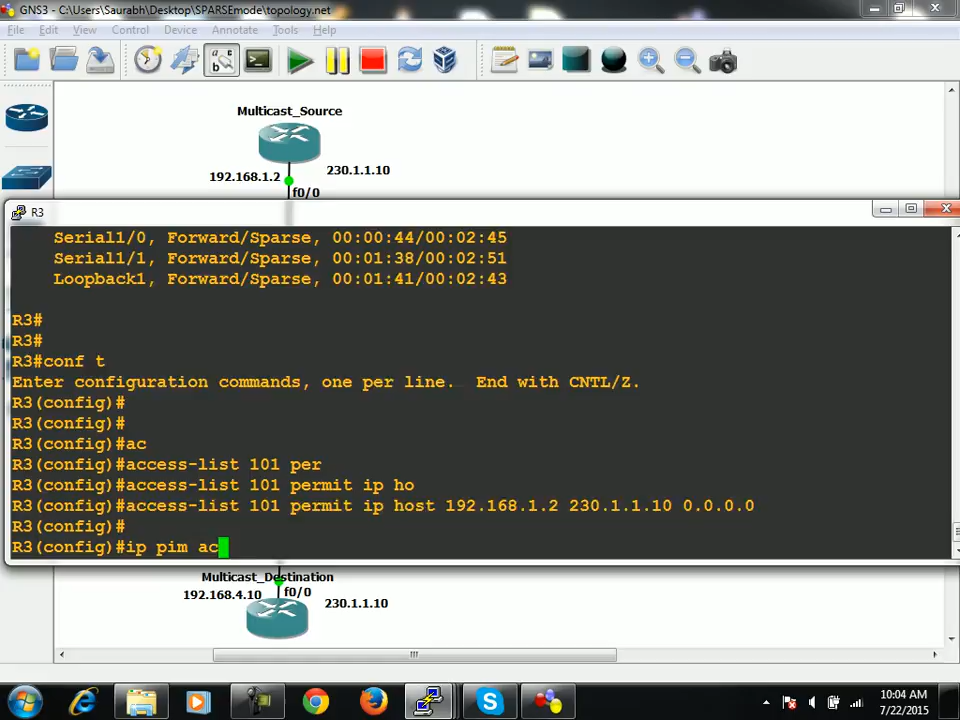 GNS3 - C:\Users\Saurabh\Desktop\SPARSEmode\topology.net
File Edit View Control Device Annotate Tools Help
Multicast_Source
192.168.1.2
230.1.1.10
f0/0
R3
Serial1/0, Forward/Sparse, 00:00:44/00:02:45
Serial1/1, Forward/Sparse, 00:01:38/00:02:51
Loopback1, Forward/Sparse, 00:01:41/00:02:43
R3#
R3#
R3#conf t
Enter configuration commands, one per line. End with CNTL/Z.
R3(config)#
R3(config)#
R3(config)#ac
R3(config)#access-list 101 per
R3(config)#access-list 101 permit ip ho
R3(config)#access-list 101 permit ip host 192.168.1.2 230.1.1.10 0.0.0.0
R3(config)#
R3(config)#ip pim ac
Multicast_Destination
192.168.4.10
f0/0
230.1.1.10
10:04 AM
7/22/2015